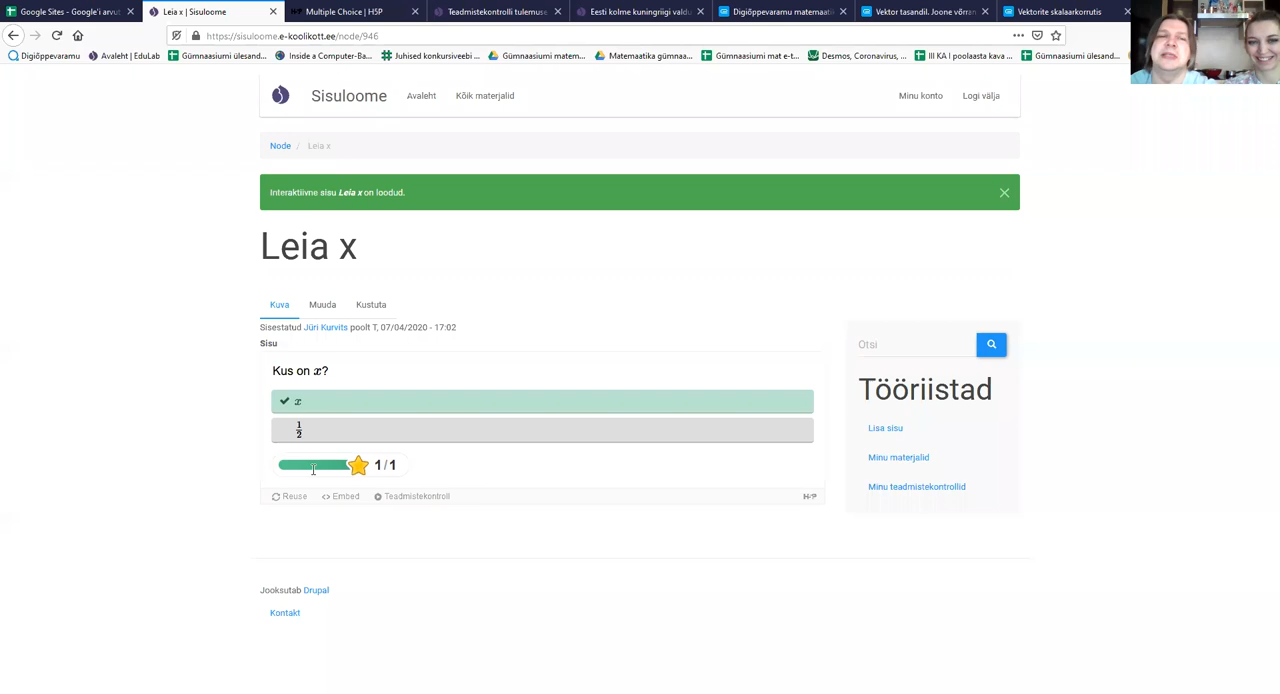 Google Sites - Google'i arvut
Leia x | Sisuloome
Multiple Choice | H5P
Teadmistekontrolli tulemuse
Eesti kolme kuningriigi valdu
Digiõppevaramu matemaatil
Vektor tasandil. Joone võrran
Vektorite skalaarkorrutis
https://sisuloome.e-koolikott.ee/node/946
Digiõppevaramu
Avaleht | EduLab
Gümnaasiumi ülesand...
Inside a Computer-Ba...
Juhised konkursiveebi...
Gümnaasiumi matem...
Matemaatika gümnaa...
Gümnaasiumi mat e-t...
Desmos, Coronavirus, ...
III KA I poolaasta kava ...
Gümnaasiumi ülesand...
Sisuloome
Avaleht
Kõik materjalid
Minu konto
Logi välja
Node / Leia x
Interaktiivne sisu Leia x on loodud.
Leia x
Kuva
Muuda
Kustuta
Sisestatud Jüri Kurvits poolt T, 07/04/2020 - 17:02
Sisu
Kus on x?
x
1/2
1/1
Reuse
Embed
Teadmistekontroll
H5P
Otsi
Tööriistad
Lisa sisu
Minu materjalid
Minu teadmistekontrollid
Jooksutab Drupal
Kontakt